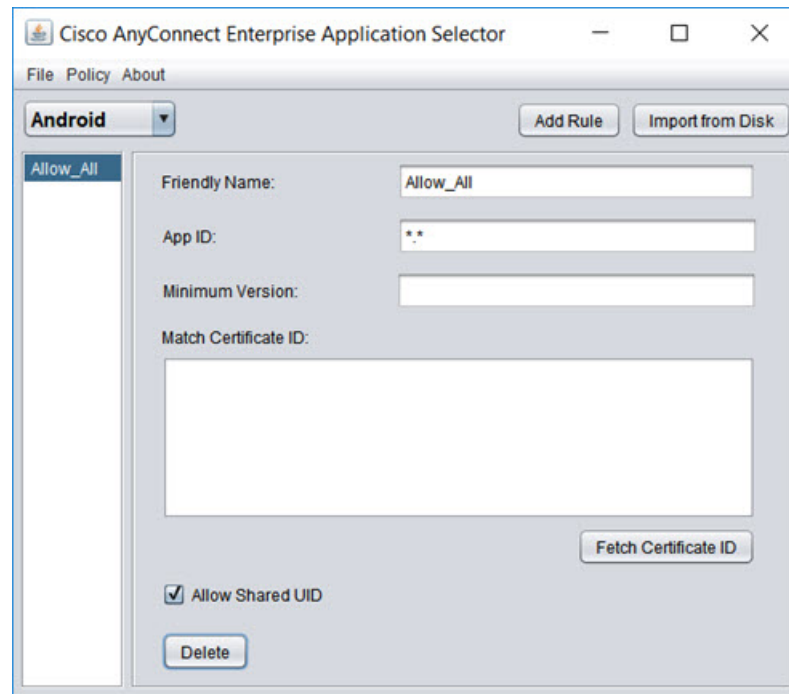 Cisco AnyConnect Enterprise Application Selector
File Policy About
Android
Add Rule
Import from Disk
Allow_All
Friendly Name:
Allow_All
App ID:
*.*
Minimum Version:
Match Certificate ID:
Fetch Certificate ID
Allow Shared UID
Delete